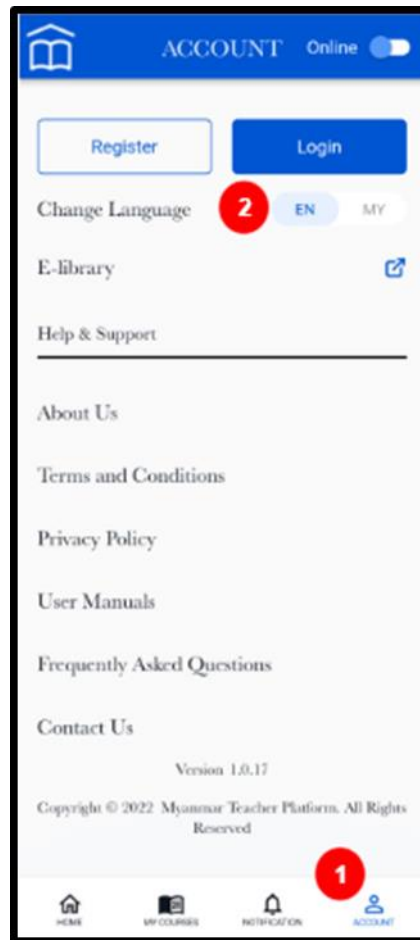 ACCOUNT Online
Register Login
Change Language 2 EN MY
E-library
Help & Support
About Us
Terms and Conditions
Privacy Policy
User Manuals
Frequently Asked Questions
Contact Us
Version 1.0.17
Copyright © 2022 Myanmar Teacher Platform. All Rights
Reserved
1
HOME MY COURSES NOTIFICATION ACCOUNT